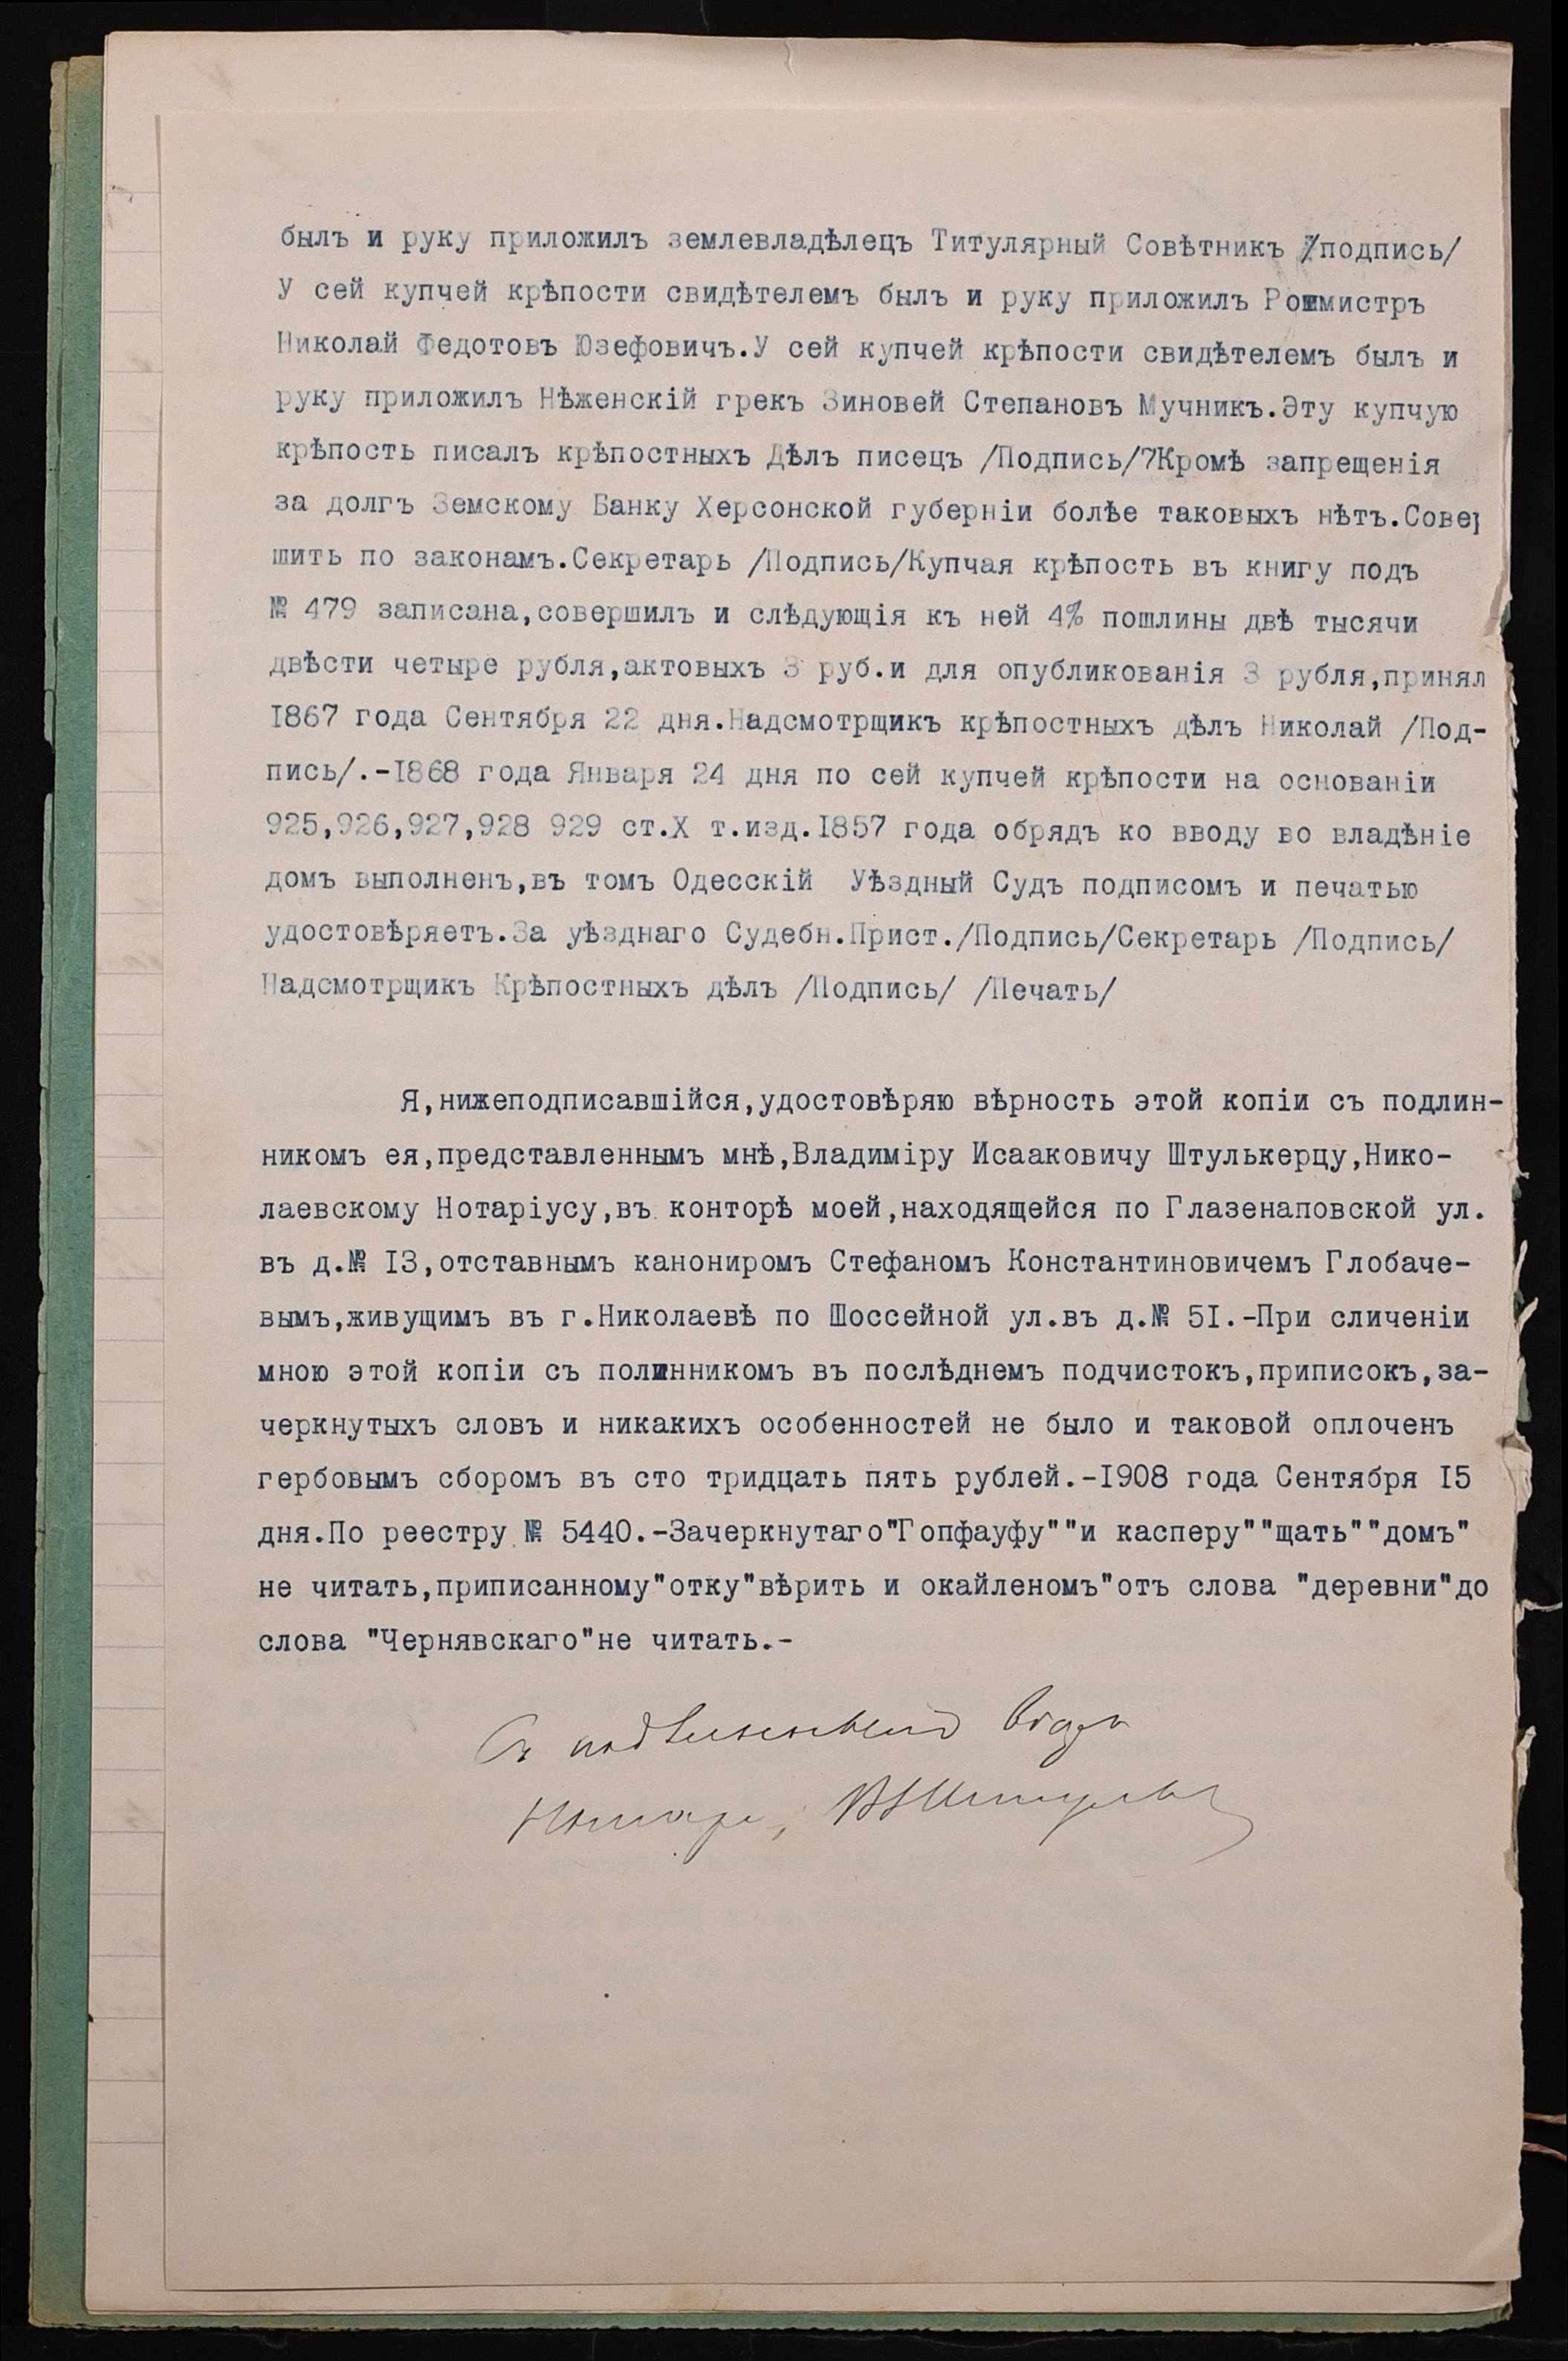 былъ и руку приложилъ землевладѣлецъ Титулярный Совѣтникъ /подпись/
У сей купчей крѣпости свидѣтелемъ былъ и руку приложилъ Ротмистръ
Николай Федотовъ Юзефовичъ.У сей купчей крѣпости свидѣтелемъ былъ и
руку приложилъ Нѣженскій грекъ Зиновей Степановъ Мучникъ.Эту купчую
крѣпость писалъ крѣпостныхъ Дѣлъ писецъ /Подпись/7Кромѣ запрещенія
за долгъ Земскому Банку Херсонской губерніи болѣе таковыхъ нѣтъ.Совер
шить по законамъ.Секретарь /Подпись/Купчая крѣпость въ книгу подъ
№ 479 записана,совершилъ и слѣдующія къ ней 4% пошлины двѣ тысячи
двѣсти четыре рубля,актовыхъ 3 руб.и для опубликованія 3 рубля,принял
I867 года Сентября 22 дня.Надсмотрщикъ крѣпостныхъ дѣлъ Николай /Под-
пись/.-I868 года Января 24 дня по сей купчей крѣпости на основаніи
925,926,927,928 929 ст.X т.изд.I857 года обрядъ ко вводу во владѣніе
домъ выполненъ,въ томъ Одесскій Уѣздный Судъ подписомъ и печатью
удостовѣряетъ.За уѣзднаго Судебн.Прист./Подпись/Секретарь /Подпись/
Надсмотрщикъ Крѣпостныхъ дѣлъ /Подпись/ /Печать/
Я,нижеподписавшійся,удостовѣряю вѣрность этой копіи съ подлин-
никомъ ея,представленнымъ мнѣ,Владиміру Исааковичу Штулькерцу,Нико-
лаевскому Нотаріусу,въ конторѣ моей,находящейся по Глазенаповской ул.
въ д.№ I3,отставнымъ канониромъ Стефаномъ Константиновичемъ Глобаче-
вымъ,живущимъ въ г.Николаевѣ по Шоссейной ул.въ д.№ 5I.-При сличеніи
мною этой копіи съ полинникомъ въ послѣднемъ подчистокъ,приписокъ,за-
черкнутыхъ словъ и никакихъ особенностей не было и таковой оплоченъ
гербовымъ сборомъ въ сто тридцать пять рублей.-I908 года Сентября I5
дня.По реестру № 5440.-Зачеркнутаго"Гопфауфу""и касперу""щать""домъ"
не читать,приписанному"отку"вѣрить и окайленомъ"отъ слова "деревни"до
слова "Чернявскаго"не читать.-